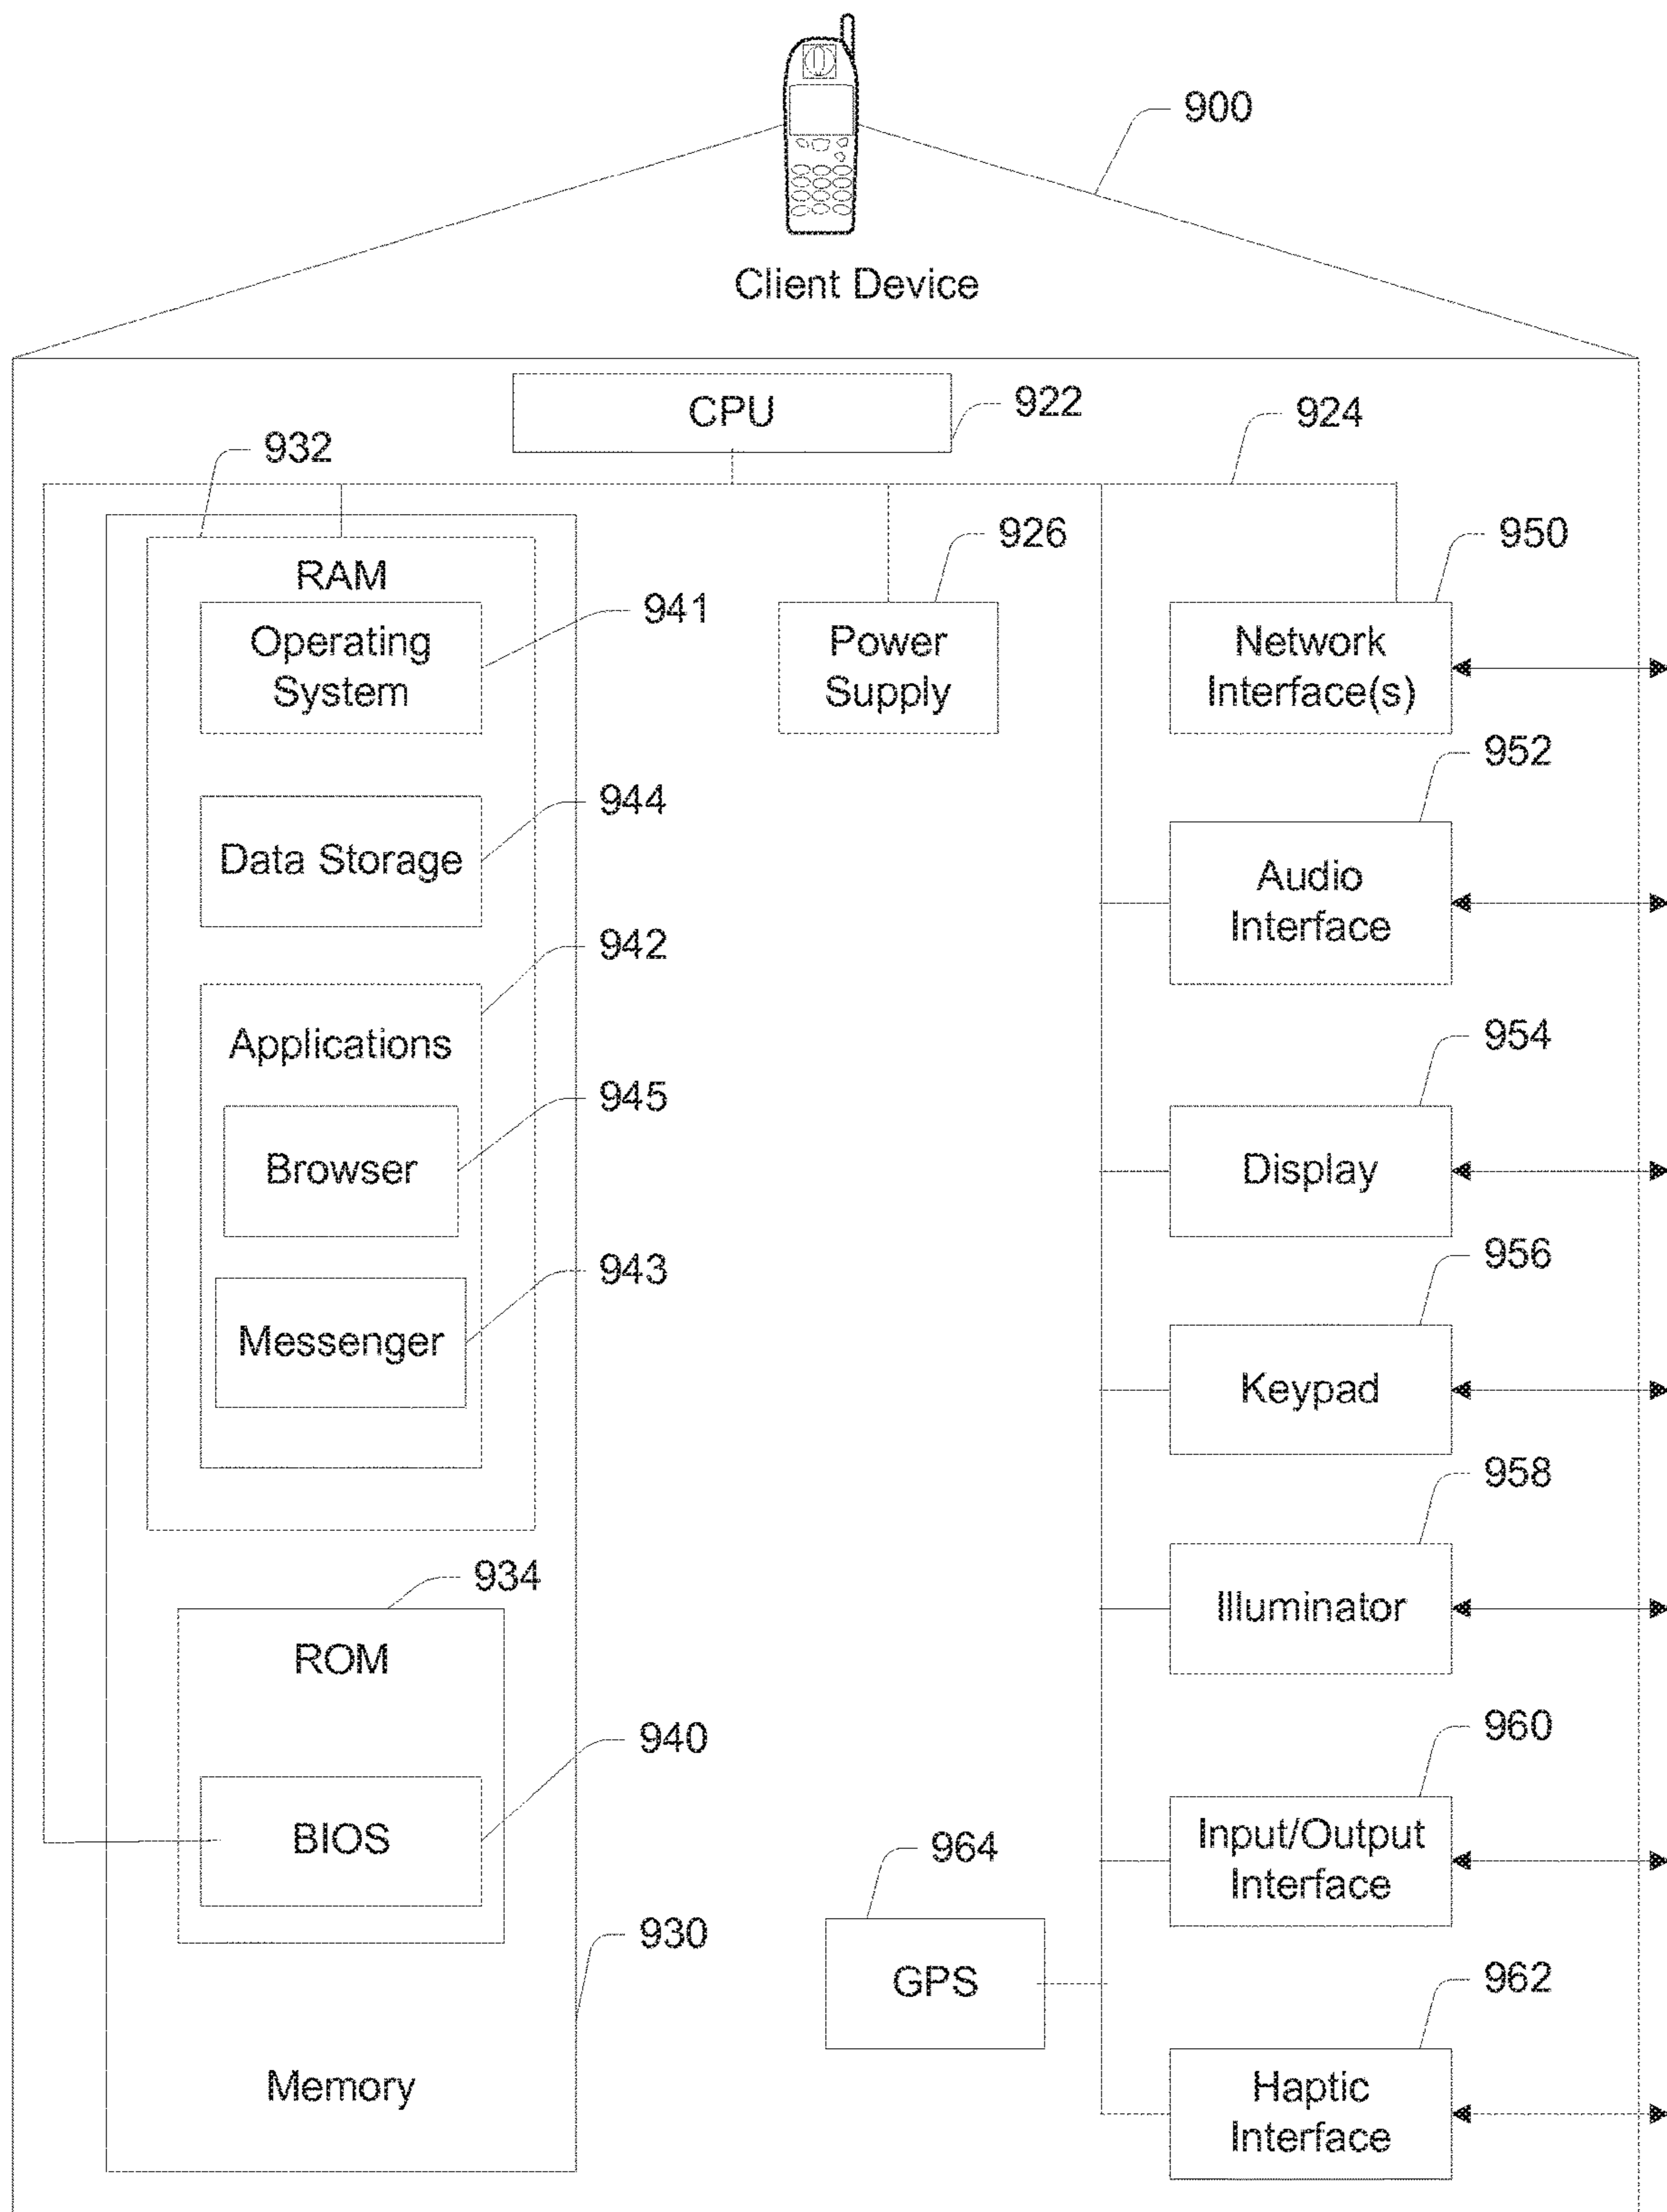 900
Client Device
CPU
922
924
932
926
950
RAM
Operating
System
941
Power
Supply
Network
Interface(s)
952
944
Data Storage
Audio
Interface
942
Applications
954
945
Browser
Display
956
943
Messenger
Keypad
958
934
ROM
Illuminator
940
960
BIOS
Input/Output
Interface
964
930
GPS
962
Memory
Haptic
Interface